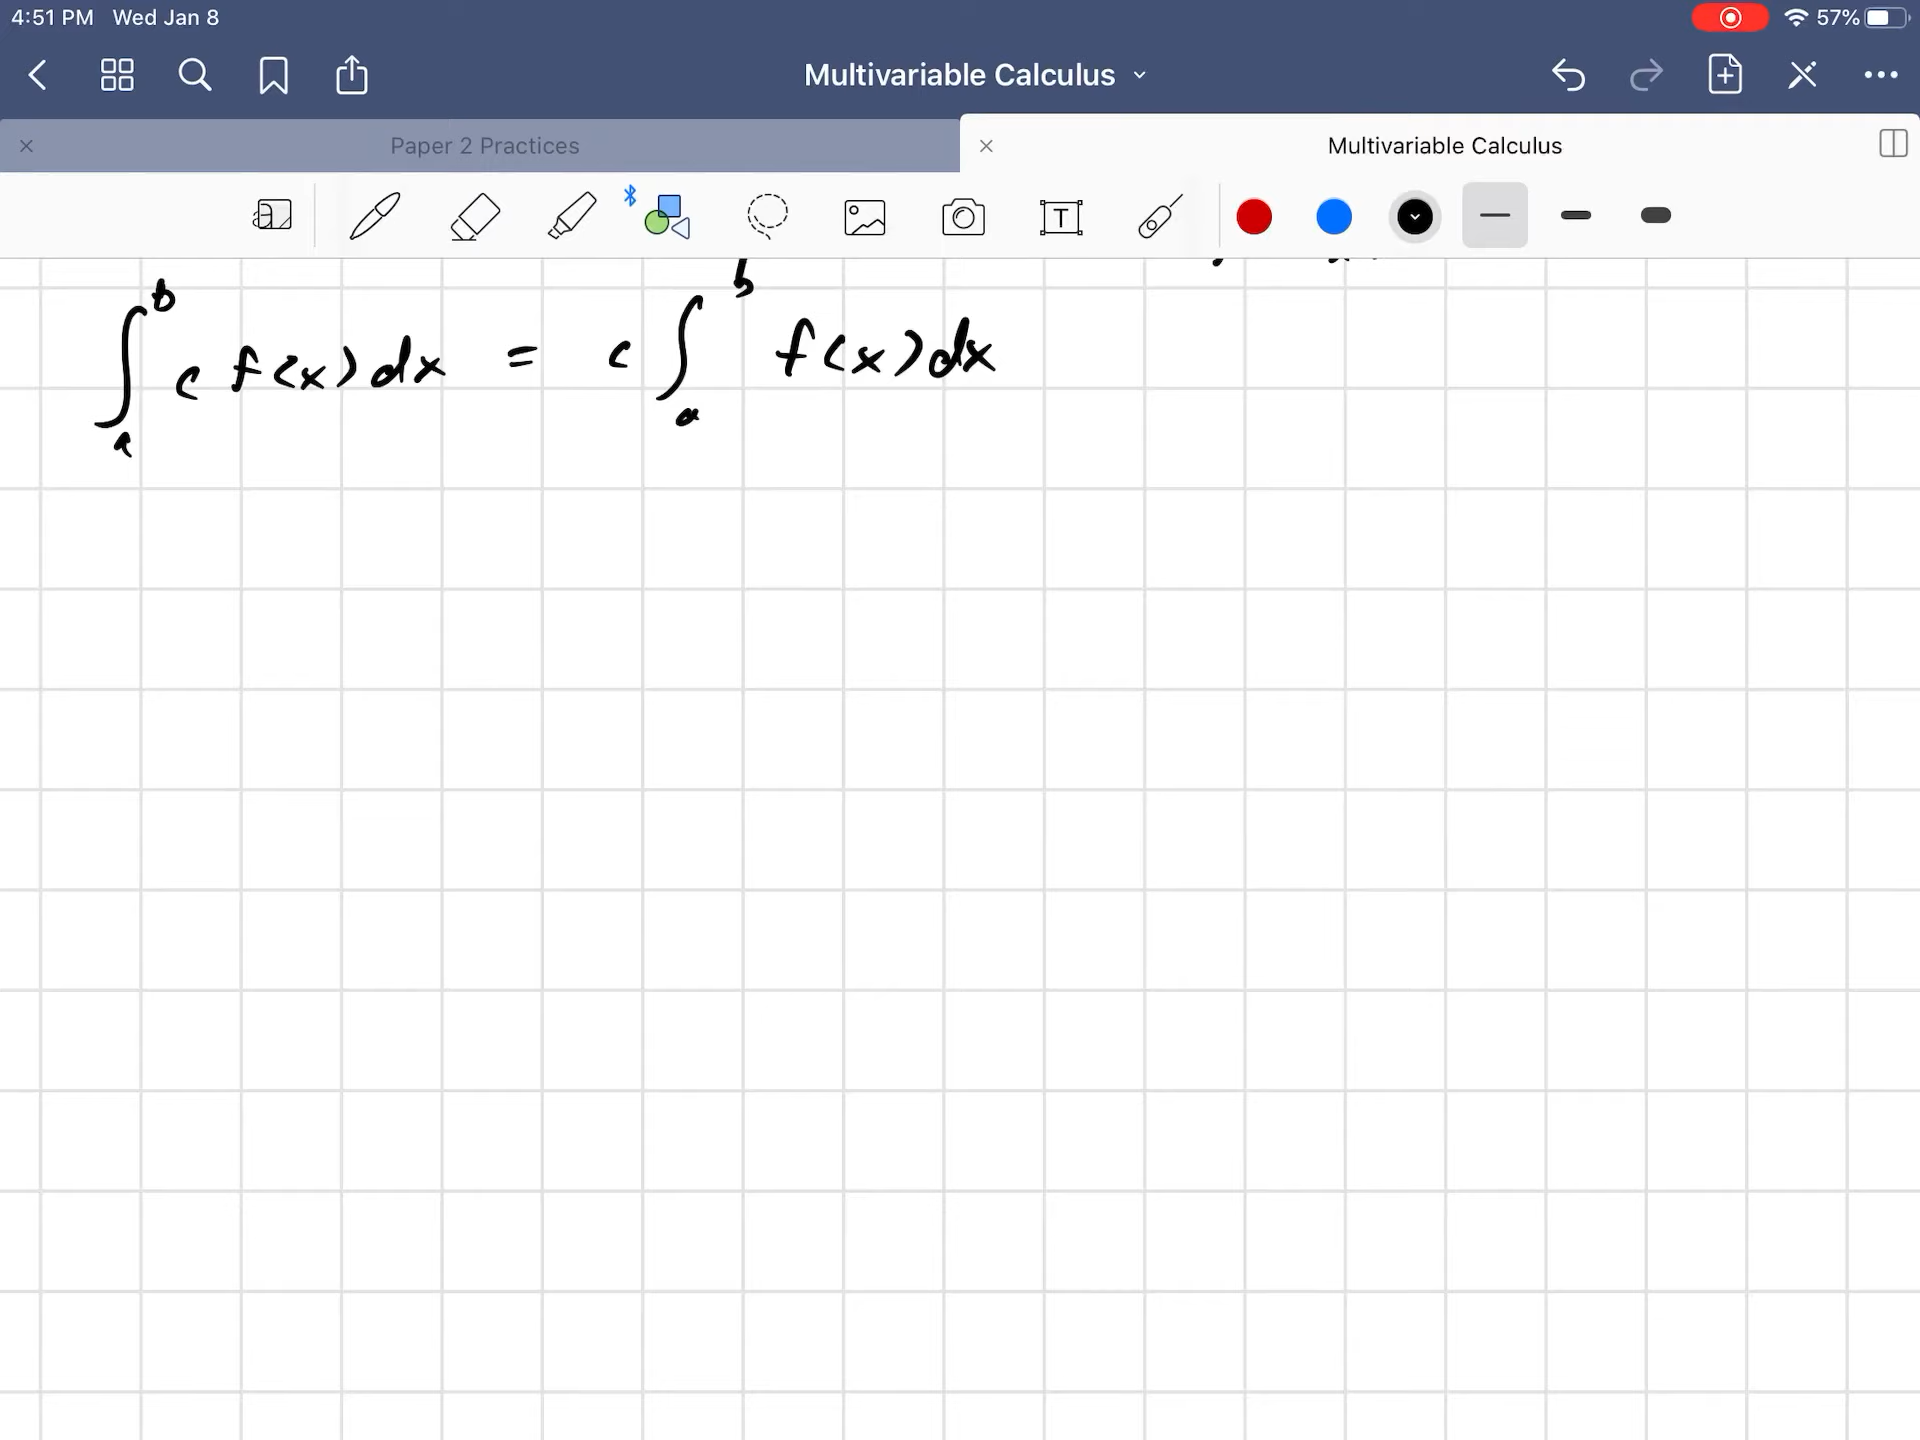 4:51 PM Wed Jan 8
57%
Multivariable Calculus
Paper 2 Practices
Multivariable Calculus
T
∫_a^b c f(x) dx = c ∫_a^b f(x) dx